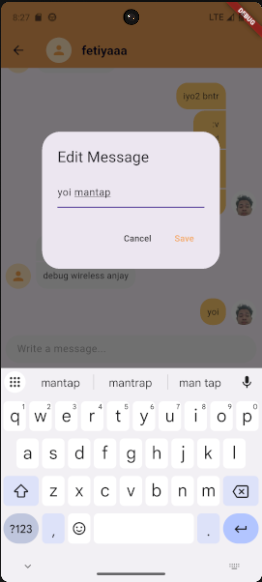 8:27
LTE
DEBUG
fetiyaaa
iyo2 bntr
Edit Message
yoi mantap
Cancel
Save
debug wireless anjay
yoi
Write a message...
mantap
mantrap
man tap
q 1 w 2 e 3 r 4 t 5 y 6 u 7 i 8 o 9 p 0
a s d f g h j k l
z x c v b n m
?123 , .